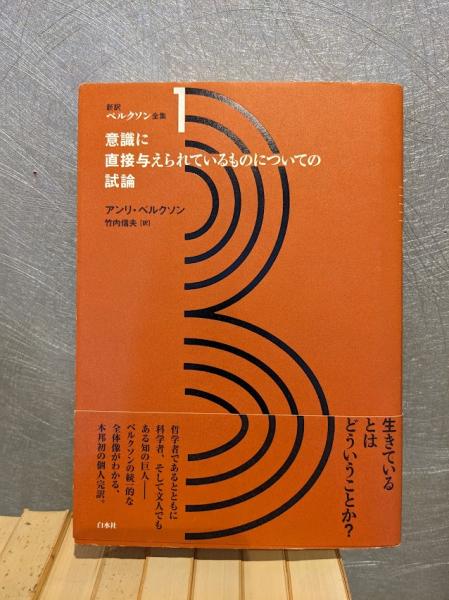 新訳
ベルクソン全集
1
意識に
直接与えられているものについての
試論
アンリ・ベルクソン
竹内信夫[訳]
生きている
とは
どういうことか?
哲学者であるとともに
科学者、そして文人でも
ある知の巨人――
ベルクソンの統一的な
全体像がわかる、
本邦初の個人完訳。
白水社